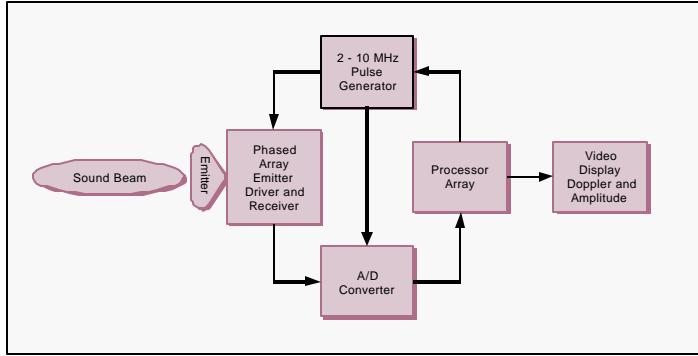 2 - 10 MHz
Pulse
Generator
Phased
Array
Emitter
Driver and
Receiver
Emitter
Sound Beam
Processor
Array
Video
Display
Doppler and
Amplitude
A/D
Converter